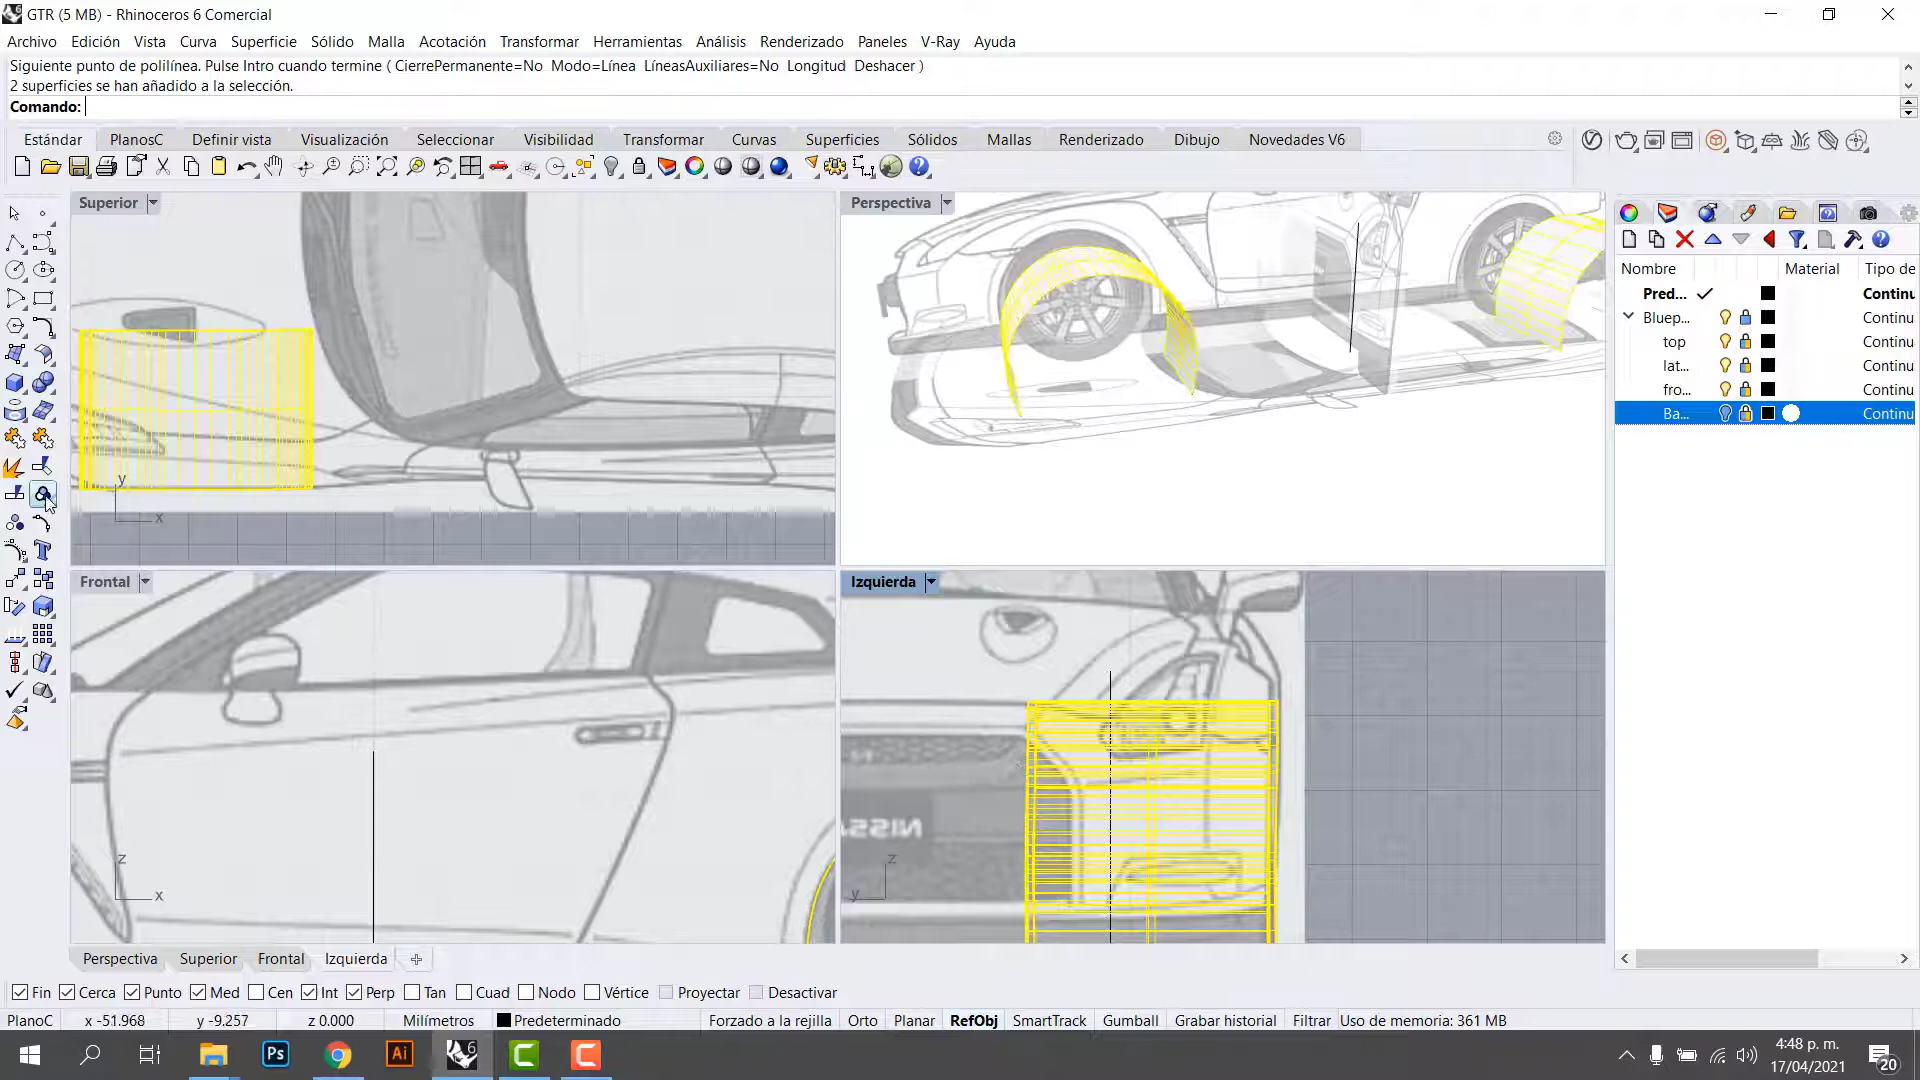 GTR (5 MB) - Rhinoceros 6 Comercial
Archivo Edición Vista Curva Superficie Sólido Malla Acotación Transformar Herramientas Análisis Renderizado Paneles V-Ray Ayuda
Siguiente punto de polilínea. Pulse Intro cuando termine ( CierrePermanente=No Modo=Línea LíneasAuxiliares=No Longitud Deshacer )
2 superficies se han añadido a la selección.
Comando:
Estándar PlanosC Definir vista Visualización Seleccionar Visibilidad Transformar Curvas Superficies Sólidos Mallas Renderizado Dibujo Novedades V6
Superior
Perspectiva
Nombre Material Tipo de
Pred... Continu
Bluep... Continu
top Continu
lat... Continu
fro... Continu
Ba... Continu
y
x
Frontal
Izquierda
NISSA
z
x
z
y
Perspectiva Superior Frontal Izquierda
Fin Cerca Punto Med Cen Int Perp Tan Cuad Nodo Vértice Proyectar Desactivar
PlanoC x -51.968 y -9.257 z 0.000 Milímetros Predeterminado Forzado a la rejilla Orto Planar RefObj SmartTrack Gumball Grabar historial Filtrar Uso de memoria: 361 MB
Ps Ai 6 C C
4:48 p. m.
17/04/2021
20